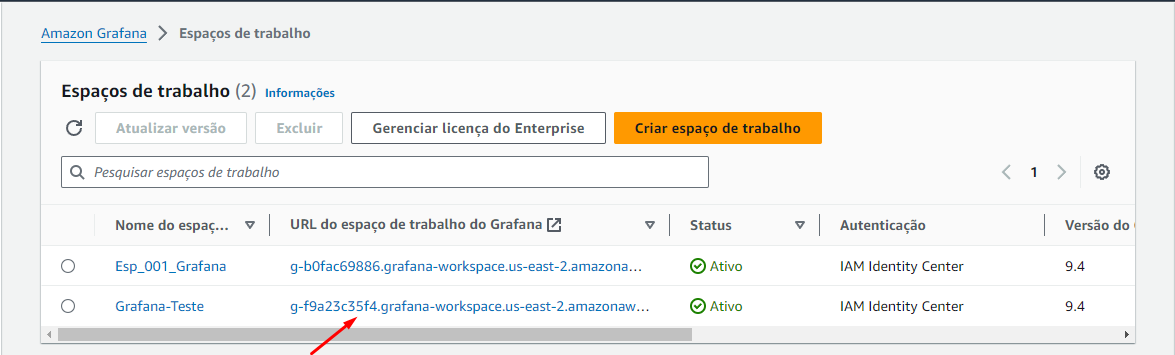 Amazon Grafana > Espaços de trabalho
Espaços de trabalho (2) Informações
Atualizar versão Excluir Gerenciar licença do Enterprise Criar espaço de trabalho
Pesquisar espaços de trabalho 1
Nome do espaç... URL do espaço de trabalho do Grafana Status Autenticação Versão do
Esp_001_Grafana g-b0fac69886.grafana-workspace.us-east-2.amazona... Ativo IAM Identity Center 9.4
Grafana-Teste g-f9a23c35f4.grafana-workspace.us-east-2.amazonaw... Ativo IAM Identity Center 9.4